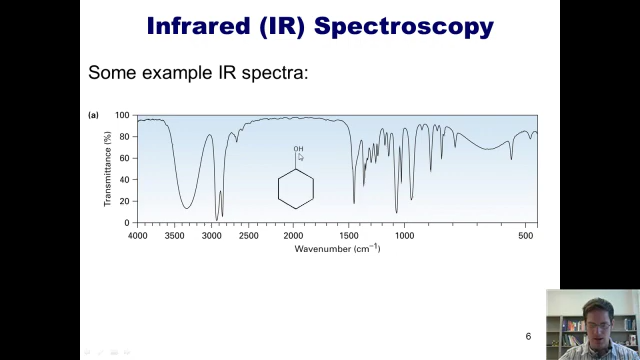 Infrared (IR) Spectroscopy
Some example IR spectra:
(a)
Transmittance (%)
100
80
60
40
20
0
OH
4000 3500 3000 2500 2000 1500 1000 500
Wavenumber (cm⁻¹)
6